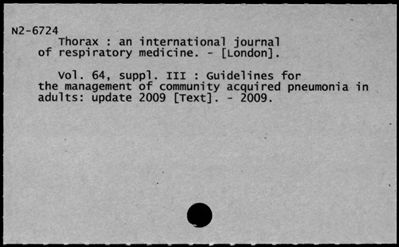 N2-6724
Thorax : an international journal
of respiratory medicine. - [London].
Vol. 64, suppl. III : Guidelines for
the management of community acquired pneumonia in
adults: update 2009 [Text]. - 2009.